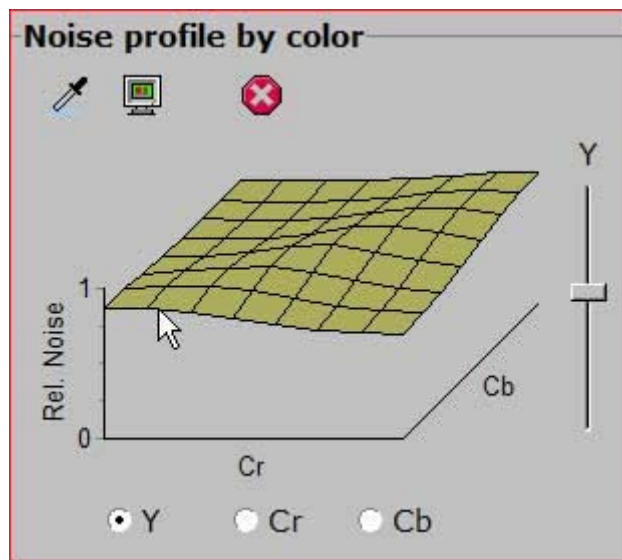 Noise profile by color
Y
1
Rel. Noise
Cb
0
Cr
Y Cr Cb